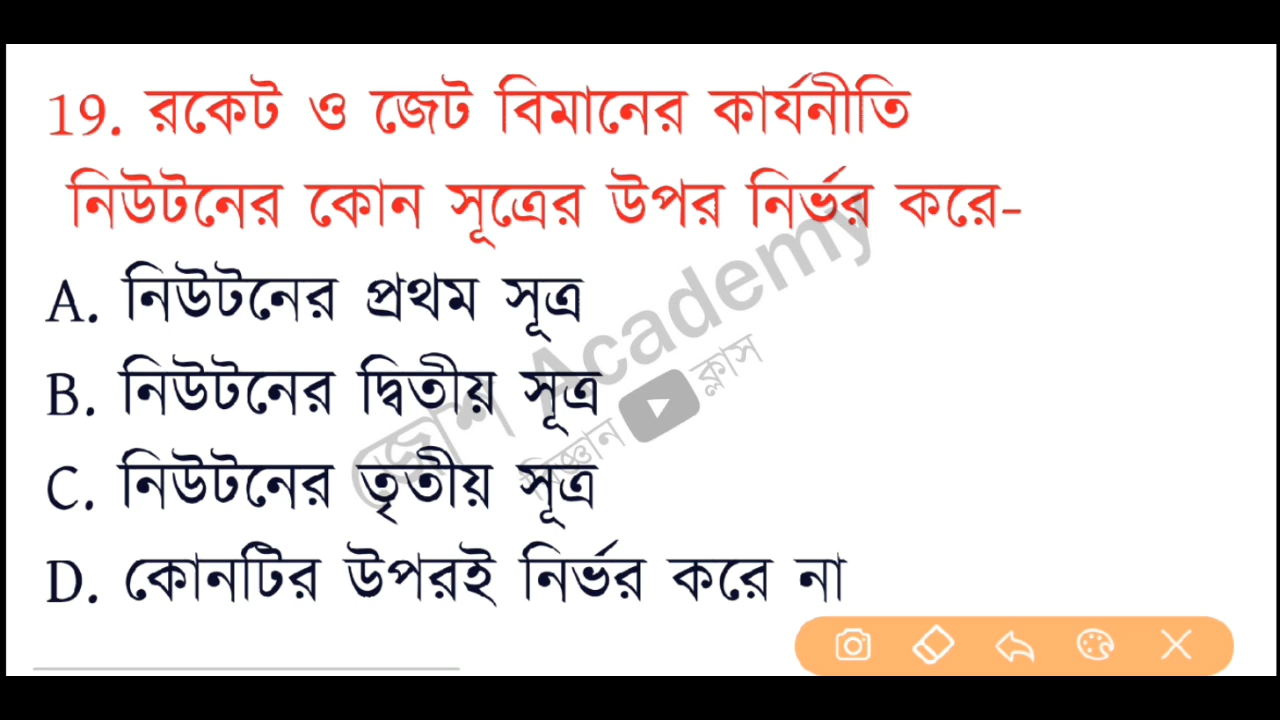 19. রকেট ও জেট বিমানের কার্যনীতি
নিউটনের কোন সূত্রের উপর নির্ভর করে-
A. নিউটনের প্রথম সূত্র
B. নিউটনের দ্বিতীয় সূত্র
C. নিউটনের তৃতীয় সূত্র
D. কোনটির উপরই নির্ভর করে না
জোশ Academy
বিজ্ঞান ক্লাস